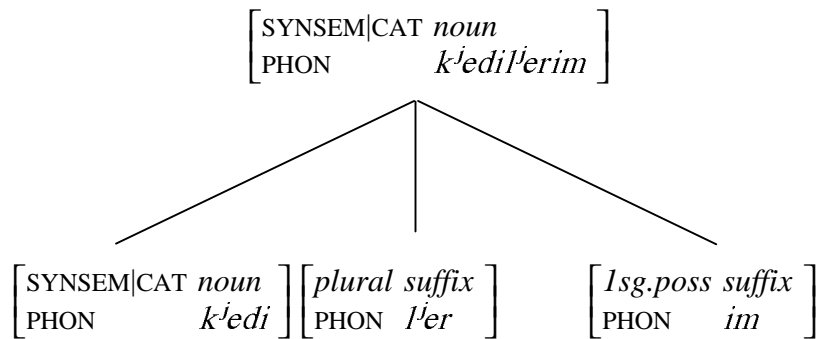 SYNSEM|CAT noun
PHON kʲedilʲerim
SYNSEM|CAT noun
PHON kʲedi
plural suffix
PHON lʲer
1sg.poss suffix
PHON im